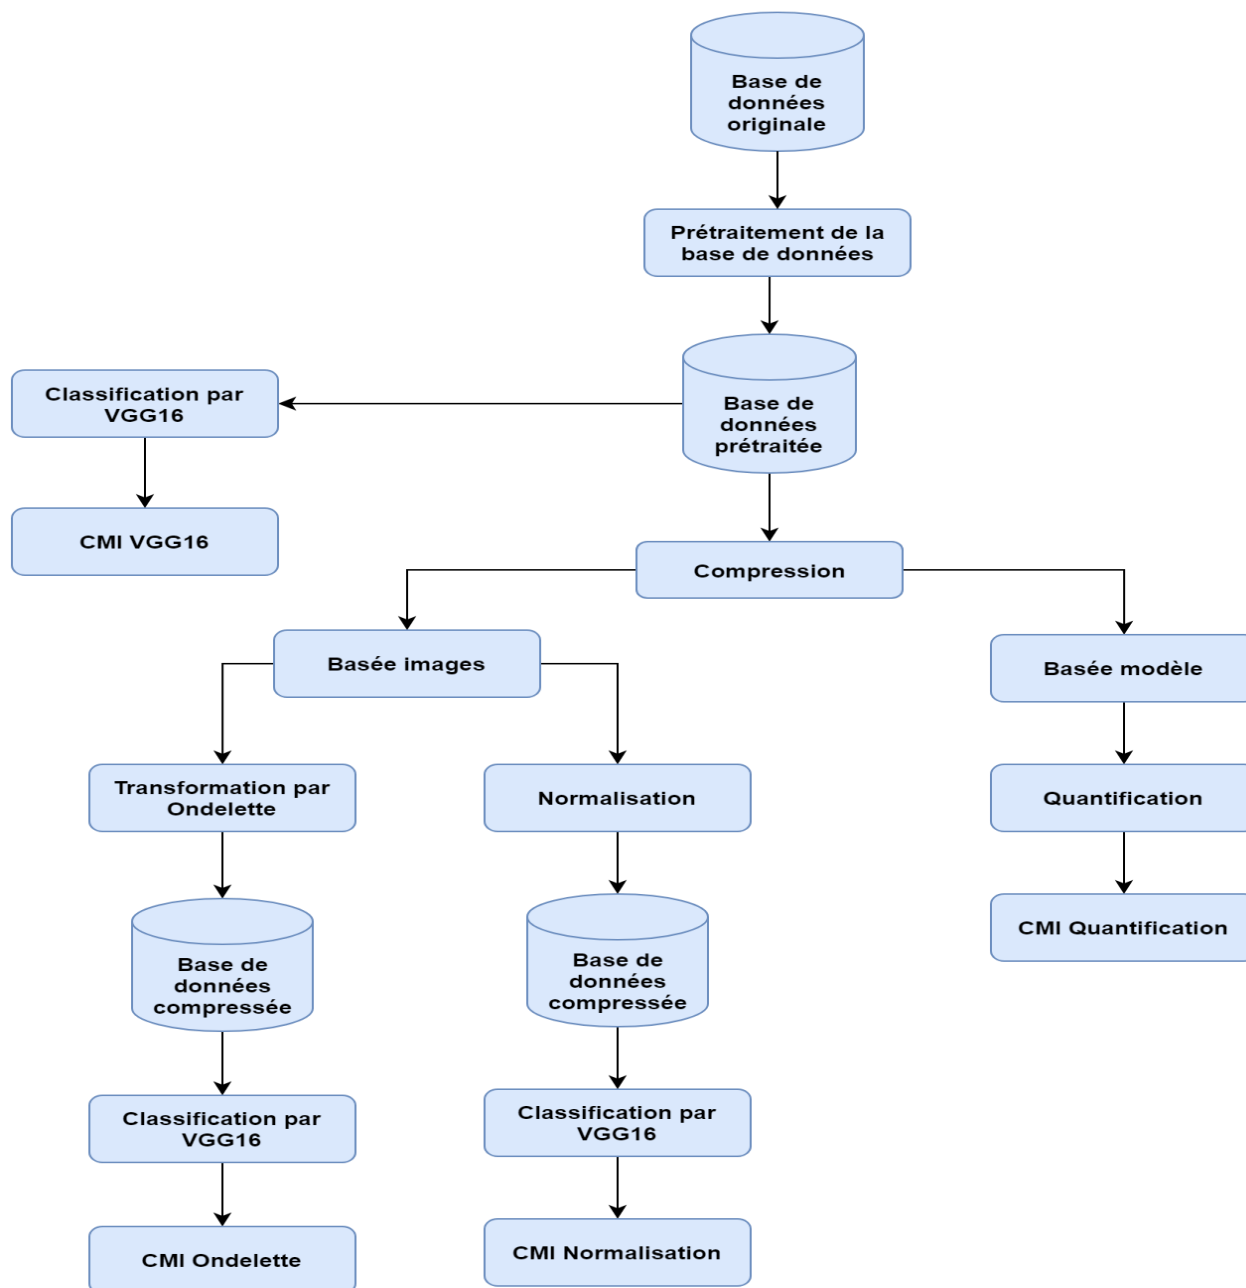 Base de
données
originale
Prétraitement de la
base de données
Classification par
VGG16
Base de
données
prétraitée
CMI VGG16
Compression
Basée images
Basée modèle
Transformation par
Ondelette
Normalisation
Quantification
Base de
données
compressée
Base de
données
compressée
CMI Quantification
Classification par
VGG16
Classification par
VGG16
CMI Ondelette
CMI Normalisation